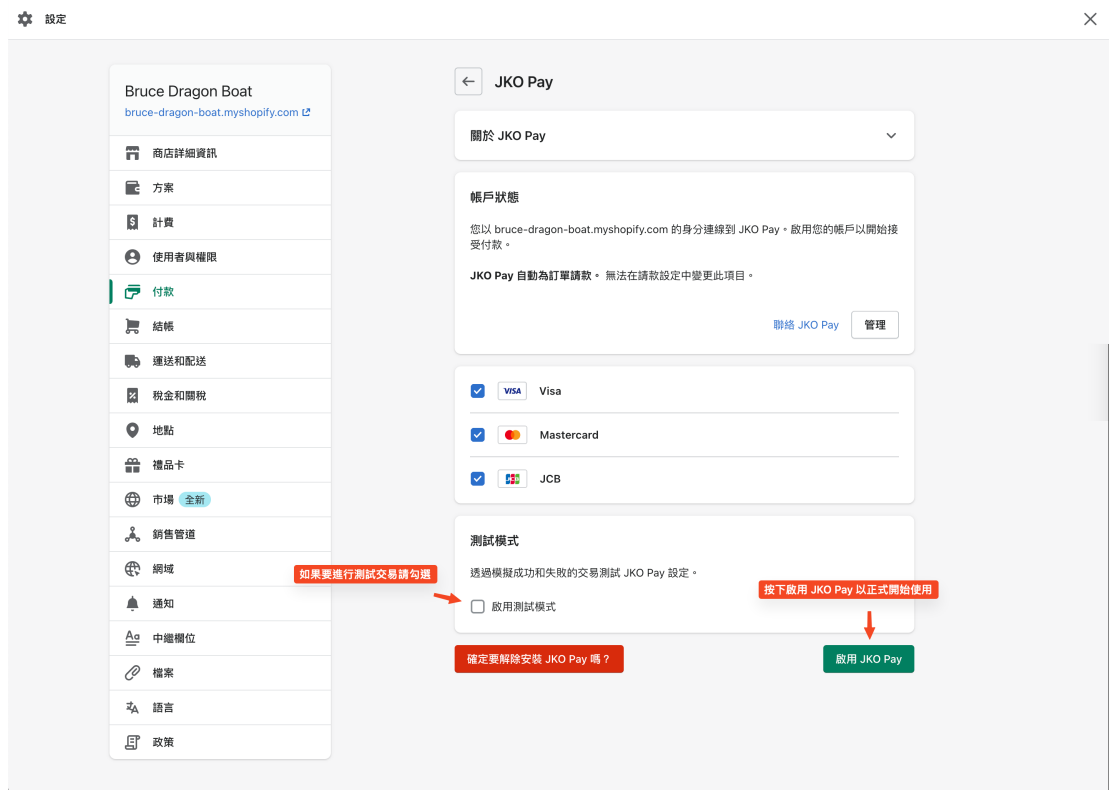 設定
Bruce Dragon Boat
bruce-dragon-boat.myshopify.com
商店詳細資訊
方案
計費
使用者與權限
付款
結帳
運送和配送
稅金和關稅
地點
禮品卡
市場 全新
銷售管道
網域
通知
中繼欄位
檔案
語言
政策
JKO Pay
關於 JKO Pay
帳戶狀態
您以 bruce-dragon-boat.myshopify.com 的身分連線到 JKO Pay。啟用您的帳戶以開始接
受付款。
JKO Pay 自動為訂單請款。 無法在請款設定中變更此項目。
聯絡 JKO Pay
管理
VISA Visa
Mastercard
JCB JCB
測試模式
透過模擬成功和失敗的交易測試 JKO Pay 設定。
如果要進行測試交易請勾選
啟用測試模式
按下啟用 JKO Pay 以正式開始使用
確定要解除安裝 JKO Pay 嗎？
啟用 JKO Pay